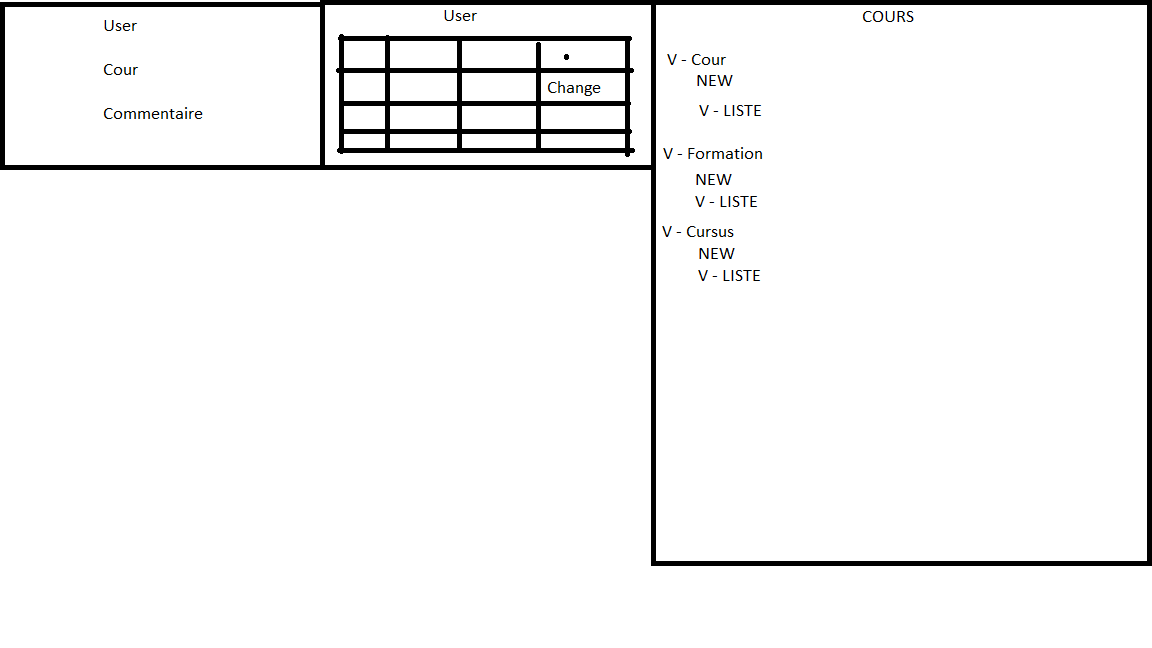 User
Cour
Commentaire
User
Change
COURS
V - Cour
NEW
V - LISTE
V - Formation
NEW
V - LISTE
V - Cursus
NEW
V - LISTE